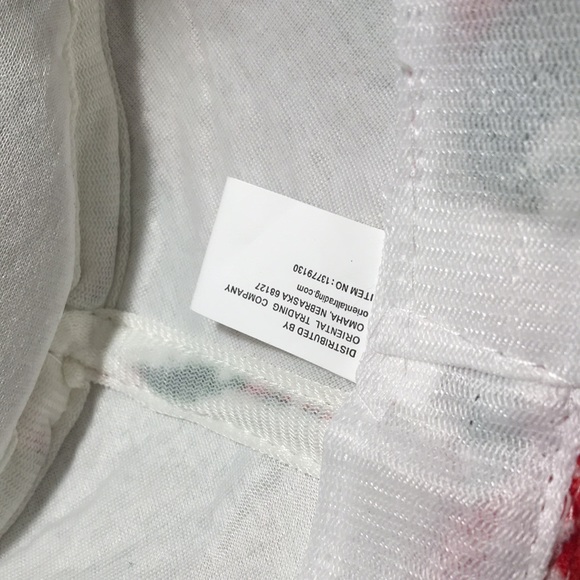 DISTRIBUTED BY
ORIENTAL TRADING COMPANY
OMAHA, NEBRASKA 68127
orientaltrading.com
ITEM NO : 13779130